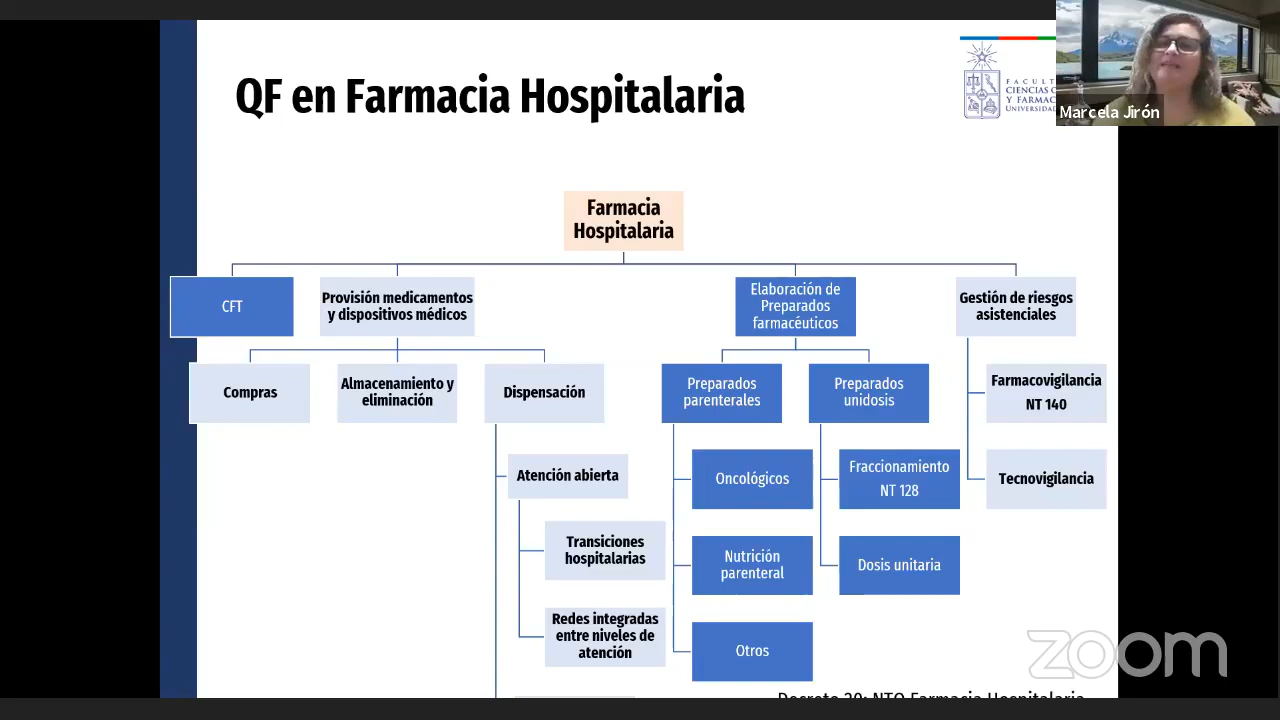 QF en Farmacia Hospitalaria
FACULT
CIENCIAS Q
Y FARMAC
UNIVERSIDAD
Marcela Jirón
Farmacia
Hospitalaria
CFT
Provisión medicamentos
y dispositivos médicos
Elaboración de
Preparados
farmacéuticos
Gestión de riesgos
asistenciales
Compras
Almacenamiento y
eliminación
Dispensación
Preparados
parenterales
Preparados
unidosis
Farmacovigilancia
NT 140
Atención abierta
Oncológicos
Fraccionamiento
NT 128
Tecnovigilancia
Transiciones
hospitalarias
Nutrición
parenteral
Dosis unitaria
Redes integradas
entre niveles de
atención
Otros
zoom
Decreto 20: NTO Farmacia Hospitalaria